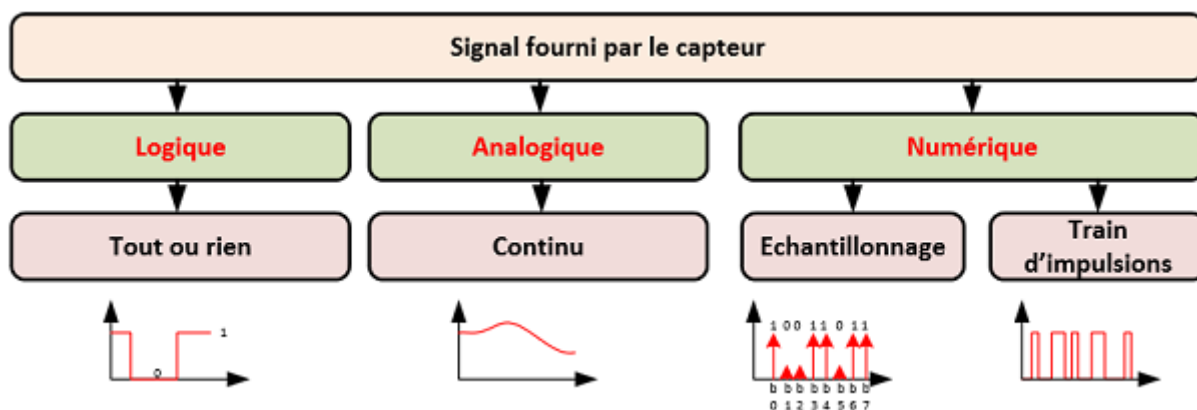 Signal fourni par le capteur
Logique
Analogique
Numérique
Tout ou rien
Continu
Echantillonnage
Train
d'impulsions
1
0
1 0 0 1 1 0 1 1
b b b b b b b b
0 1 2 3 4 5 6 7